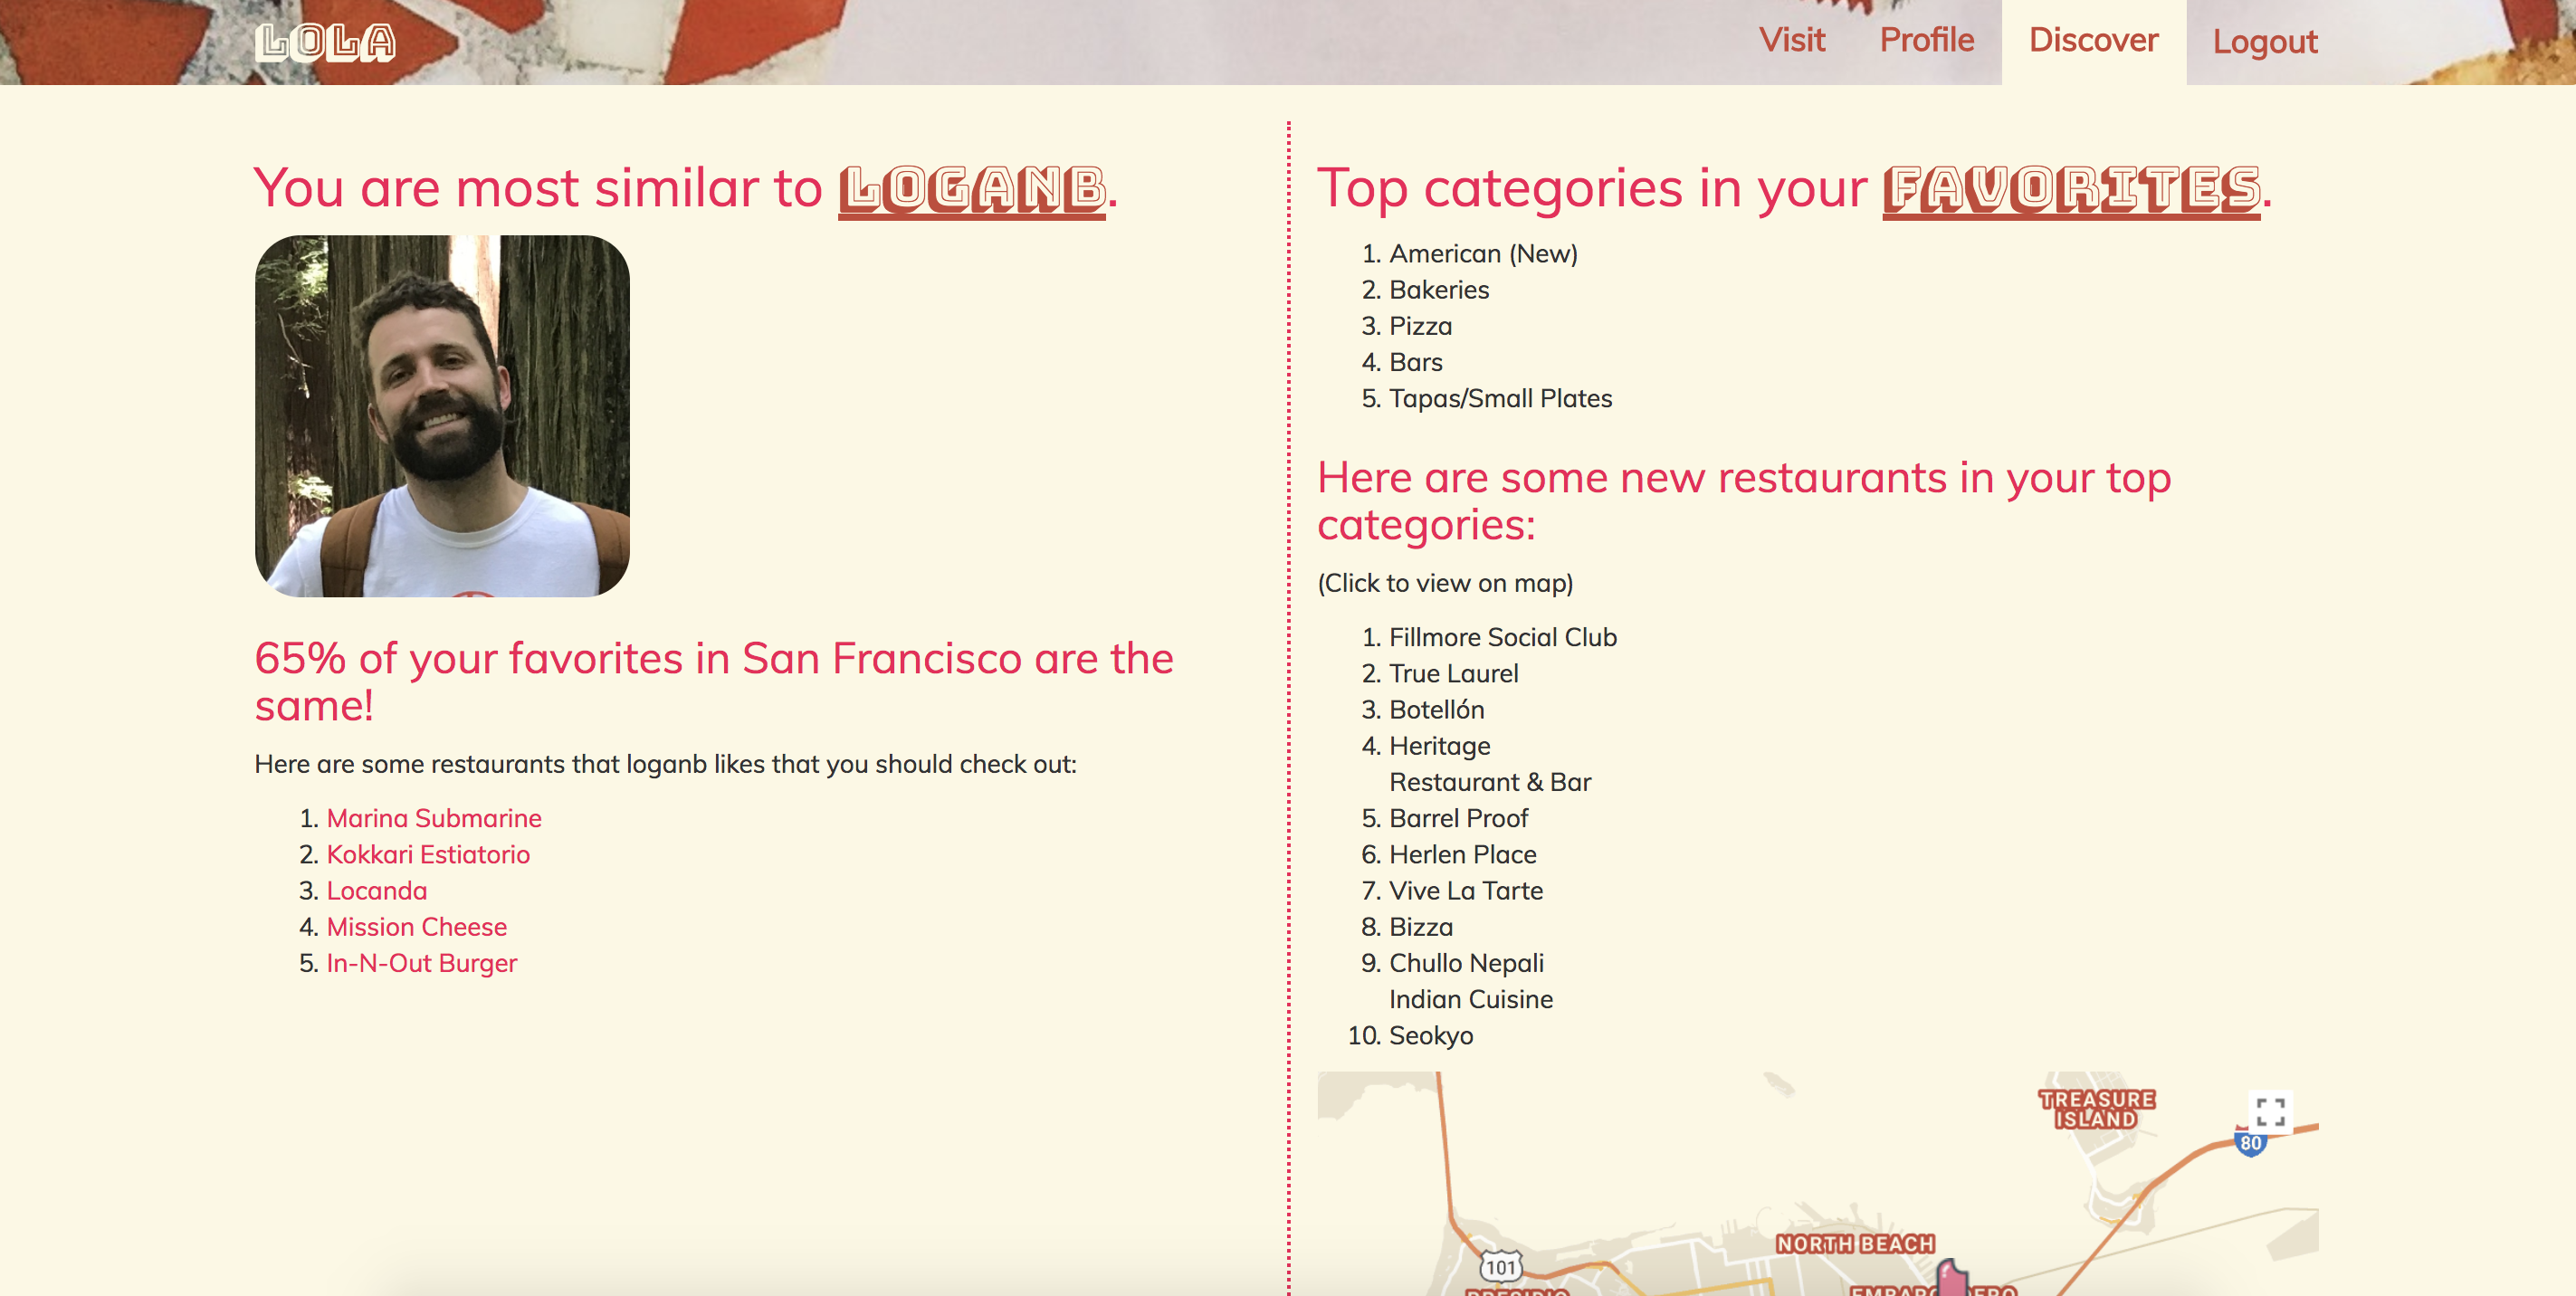 LOLA
Visit Profile Discover Logout
You are most similar to LOGANB.
65% of your favorites in San Francisco are the
same!
Here are some restaurants that loganb likes that you should check out:
1. Marina Submarine
2. Kokkari Estiatorio
3. Locanda
4. Mission Cheese
5. In-N-Out Burger
Top categories in your FAVORITES.
1. American (New)
2. Bakeries
3. Pizza
4. Bars
5. Tapas/Small Plates
Here are some new restaurants in your top
categories:
(Click to view on map)
1. Fillmore Social Club
2. True Laurel
3. Botellón
4. Heritage
Restaurant & Bar
5. Barrel Proof
6. Herlen Place
7. Vive La Tarte
8. Bizza
9. Chullo Nepali
Indian Cuisine
10. Seokyo
TREASURE
ISLAND
80
NORTH BEACH
101